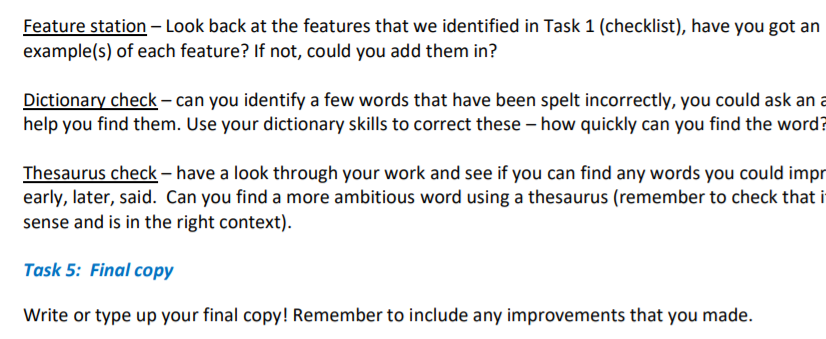 Feature station – Look back at the features that we identified in Task 1 (checklist), have you got an
example(s) of each feature? If not, could you add them in?
Dictionary check – can you identify a few words that have been spelt incorrectly, you could ask an
help you find them. Use your dictionary skills to correct these – how quickly can you find the word?
Thesaurus check – have a look through your work and see if you can find any words you could
early, later, said. Can you find a more ambitious word using a thesaurus (remember to check that
sense and is in the right context).
Task 5: Final copy
Write or type up your final copy! Remember to include any improvements that you made.